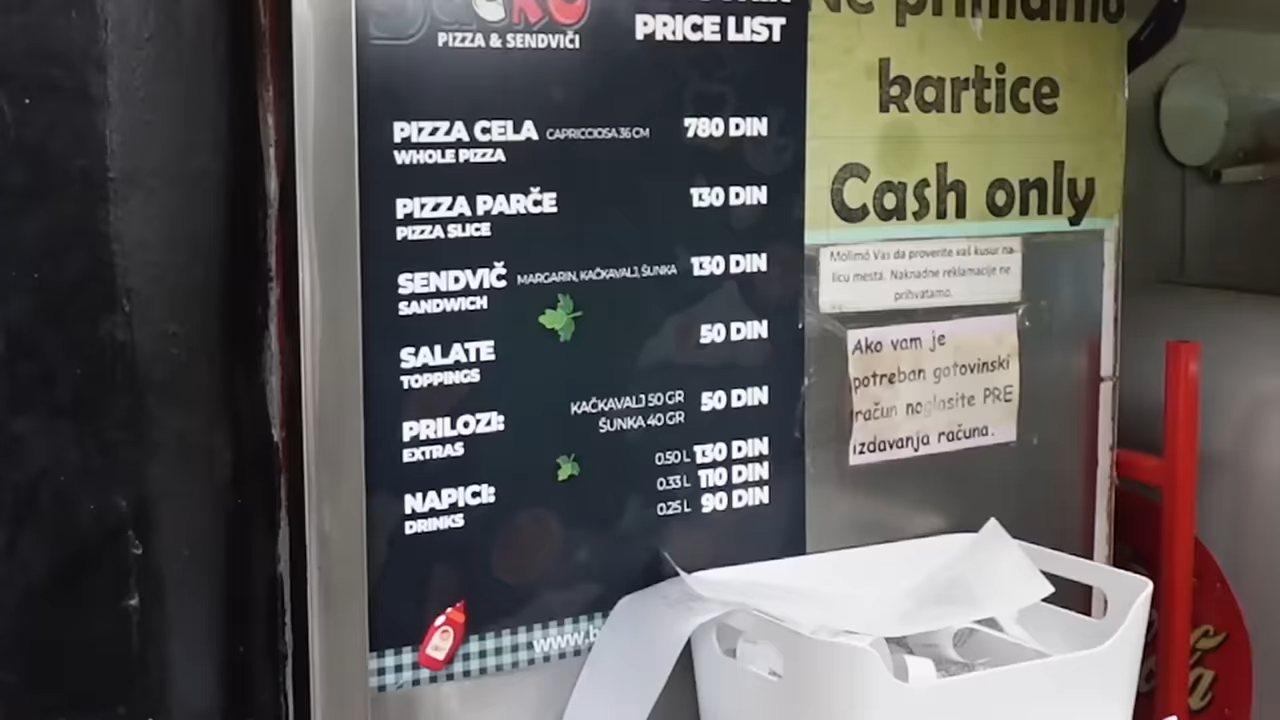 PIZZA & SENDVIČI
PRICE LIST
PIZZA CELA CAPRICCIOSA 36 CM 780 DIN
WHOLE PIZZA
PIZZA PARČE 130 DIN
PIZZA SLICE
SENDVIČ MARGARIN, KAČKAVALJ, ŠUNKA 130 DIN
SANDWICH
SALATE 50 DIN
TOPPINGS
PRILOZI: KAČKAVALJ 50 GR 50 DIN
EXTRAS ŠUNKA 40 GR
0.50 L 130 DIN
NAPICI: 0.33 L 110 DIN
DRINKS 0.25 L 90 DIN
www.b
Ne primamo
kartice
Cash only
Molimo Vas da proverite vaš kusur na
licu mesta. Naknadne reklamacije ne
prihvatamo.
Ako vam je
potreban gotovinski
račun naglasite PRE
izdavanja računa.